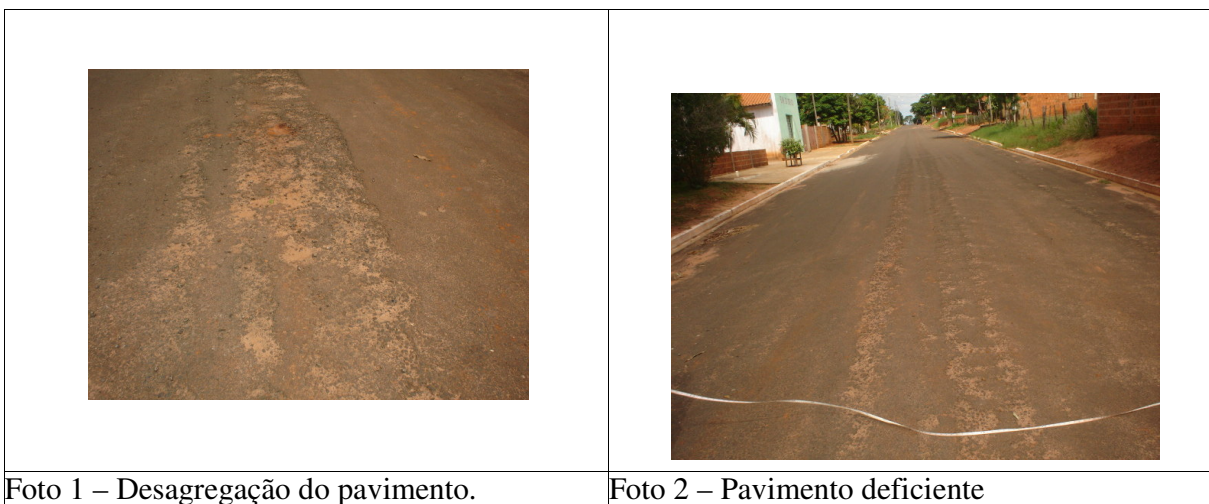 Foto 1 – Desagregação do pavimento.
Foto 2 – Pavimento deficiente